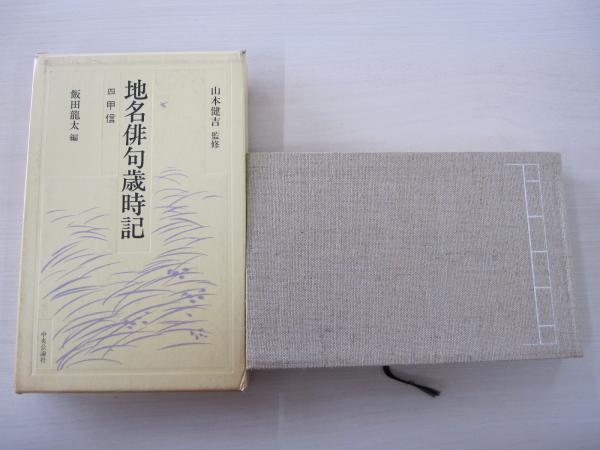 山本健吉 監修
地名俳句歳時記
四 甲信
飯田龍太 編
中央公論社